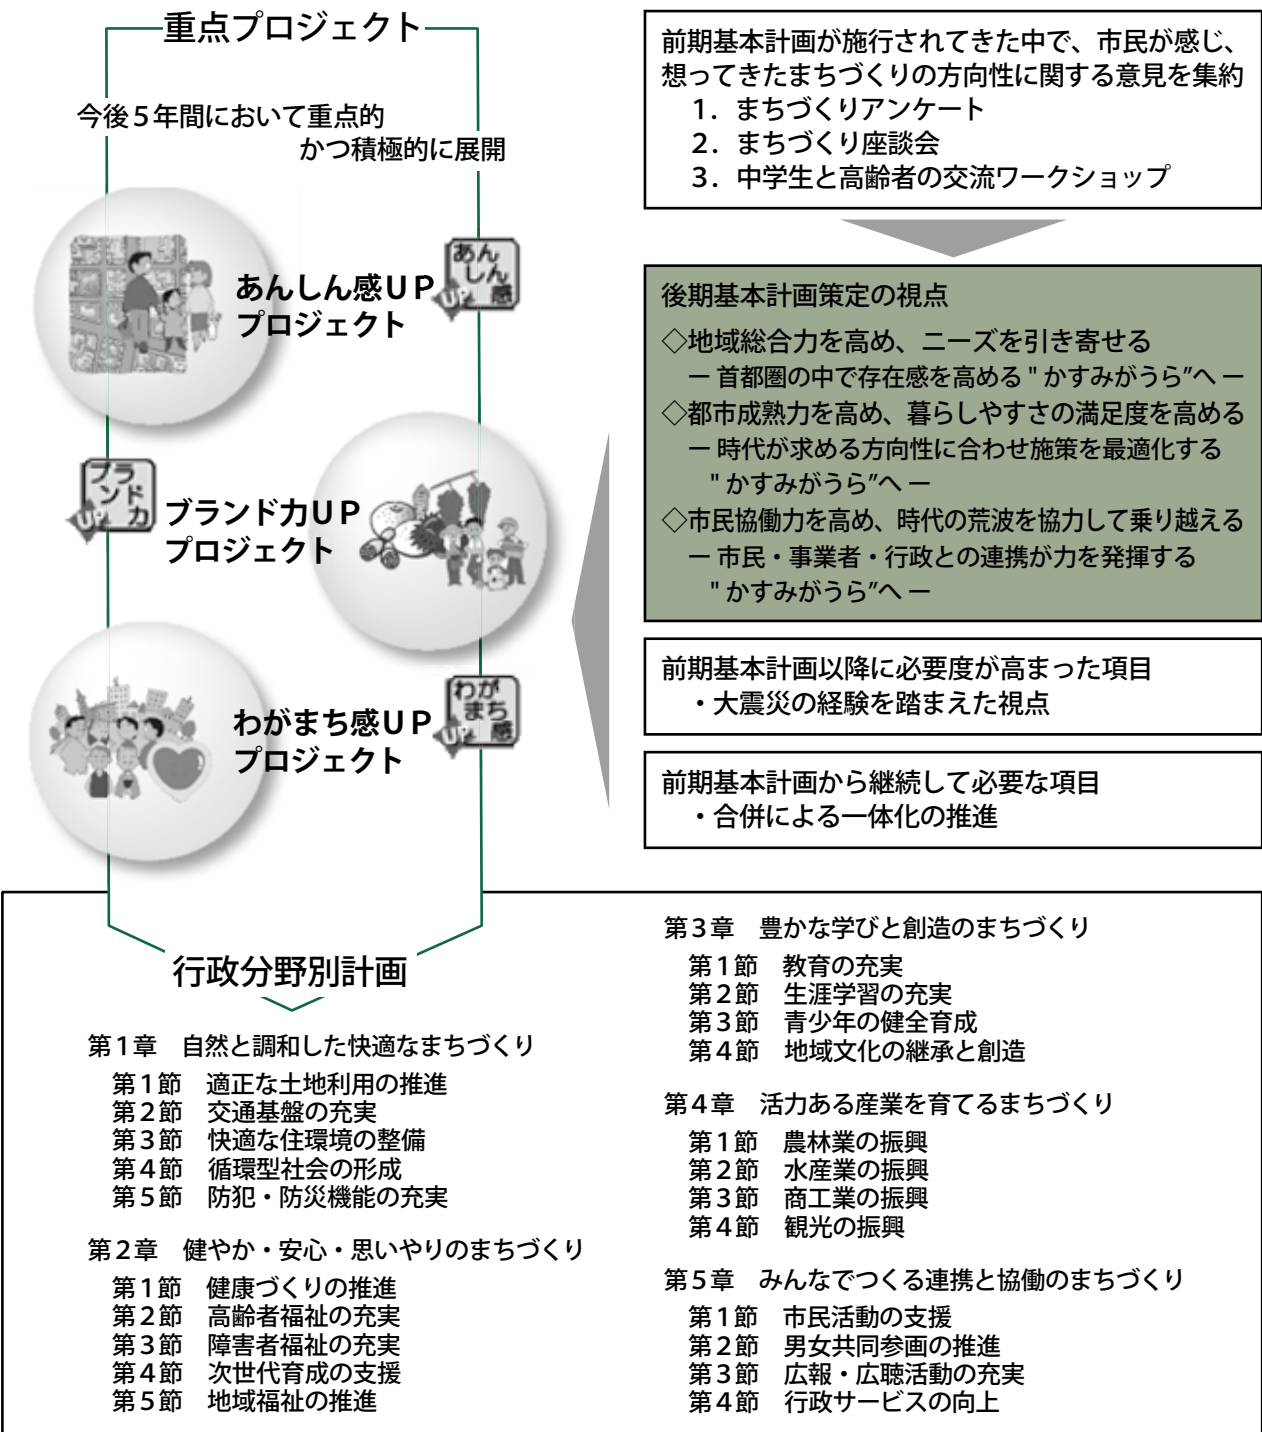 重点プロジェクト
今後５年間において重点的
かつ積極的に展開
あんしん感ＵＰ
プロジェクト
あん
しん
感
UP
ブランド力ＵＰ
プロジェクト
ブランド力
UP
わがまち感ＵＰ
プロジェクト
わが
まち
感
UP
前期基本計画が施行されてきた中で、市民が感じ、
想ってきたまちづくりの方向性に関する意見を集約
１．まちづくりアンケート
２．まちづくり座談会
３．中学生と高齢者の交流ワークショップ
後期基本計画策定の視点
◇地域総合力を高め、ニーズを引き寄せる
ー 首都圏の中で存在感を高める " かすみがうら”へ ー
◇都市成熟力を高め、暮らしやすさの満足度を高める
ー 時代が求める方向性に合わせ施策を最適化する
" かすみがうら”へ ー
◇市民協働力を高め、時代の荒波を協力して乗り越える
ー 市民・事業者・行政との連携が力を発揮する
" かすみがうら”へ ー
前期基本計画以降に必要度が高まった項目
・大震災の経験を踏まえた視点
前期基本計画から継続して必要な項目
・合併による一体化の推進
行政分野別計画
第１章　自然と調和した快適なまちづくり
第１節　適正な土地利用の推進
第２節　交通基盤の充実
第３節　快適な住環境の整備
第４節　循環型社会の形成
第５節　防犯・防災機能の充実
第２章　健やか・安心・思いやりのまちづくり
第１節　健康づくりの推進
第２節　高齢者福祉の充実
第３節　障害者福祉の充実
第４節　次世代育成の支援
第５節　地域福祉の推進
第３章　豊かな学びと創造のまちづくり
第１節　教育の充実
第２節　生涯学習の充実
第３節　青少年の健全育成
第４節　地域文化の継承と創造
第４章　活力ある産業を育てるまちづくり
第１節　農林業の振興
第２節　水産業の振興
第３節　商工業の振興
第４節　観光の振興
第５章　みんなでつくる連携と協働のまちづくり
第１節　市民活動の支援
第２節　男女共同参画の推進
第３節　広報・広聴活動の充実
第４節　行政サービスの向上